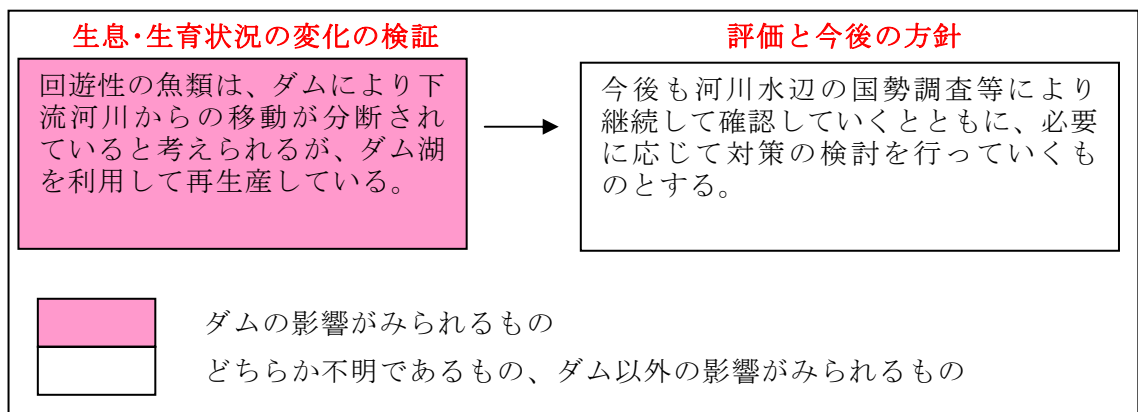 生息・生育状況の変化の検証
評価と今後の方針
回遊性の魚類は、ダムにより下
流河川からの移動が分断され
ていると考えられるが、ダム湖
を利用して再生産している。
今後も河川水辺の国勢調査等により
継続して確認していくとともに、必要
に応じて対策の検討を行っていくも
のとする。
ダムの影響がみられるもの
どちらか不明であるもの、ダム以外の影響がみられるもの